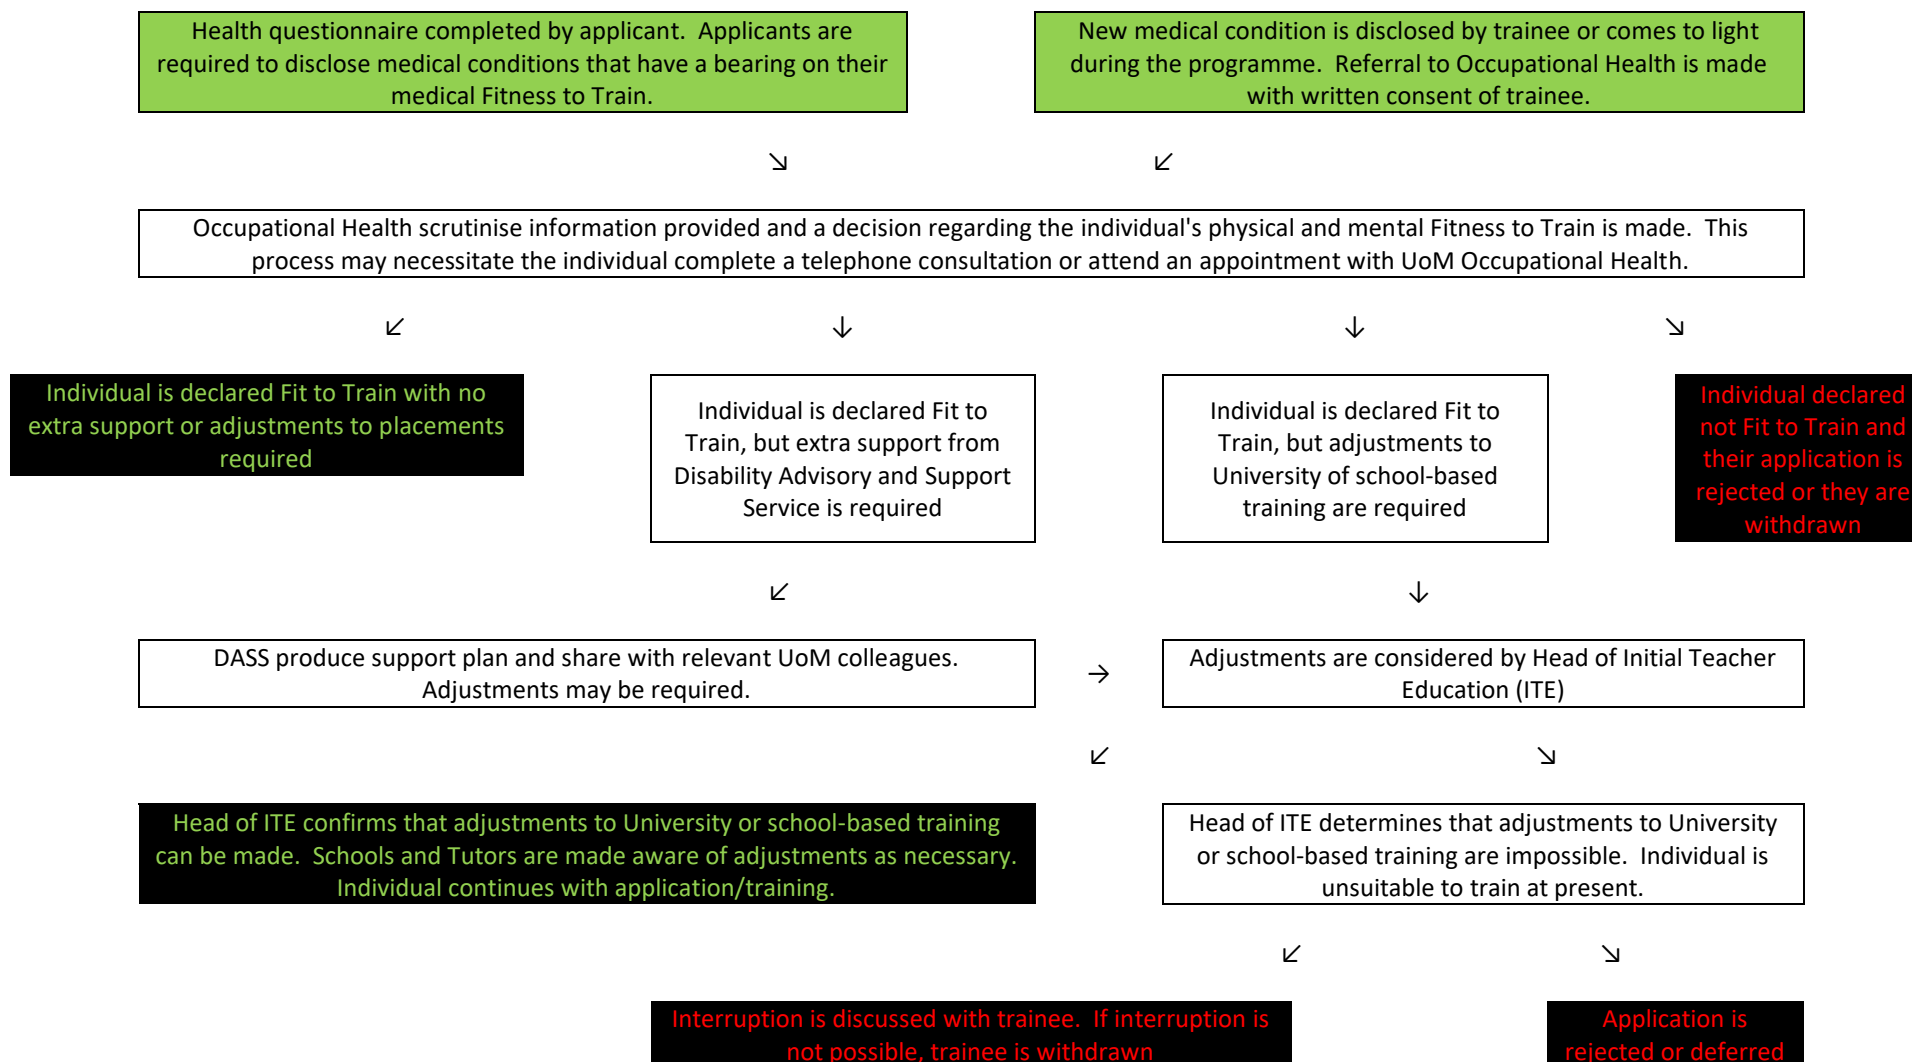 Health questionnaire completed by applicant.  Applicants are
required to disclose medical conditions that have a bearing on their
medical Fitness to Train.
New medical condition is disclosed by trainee or comes to light
during the programme.  Referral to Occupational Health is made
with written consent of trainee.
Occupational Health scrutinise information provided and a decision regarding the individual's physical and mental Fitness to Train is made.  This
process may necessitate the individual complete a telephone consultation or attend an appointment with UoM Occupational Health.
Individual is declared Fit to Train with no
extra support or adjustments to placements
required
Individual is declared Fit to
Train, but extra support from
Disability Advisory and Support
Service is required
Individual is declared Fit to
Train, but adjustments to
University of school-based
training are required
Individual declared
not Fit to Train and
their application is
rejected or they are
withdrawn
DASS produce support plan and share with relevant UoM colleagues.
Adjustments may be required.
Adjustments are considered by Head of Initial Teacher
Education (ITE)
Head of ITE confirms that adjustments to University or school-based training
can be made.  Schools and Tutors are made aware of adjustments as necessary.
Individual continues with application/training.
Head of ITE determines that adjustments to University
or school-based training are impossible.  Individual is
unsuitable to train at present.
Interruption is discussed with trainee.  If interruption is
not possible, trainee is withdrawn
Application is
rejected or deferred